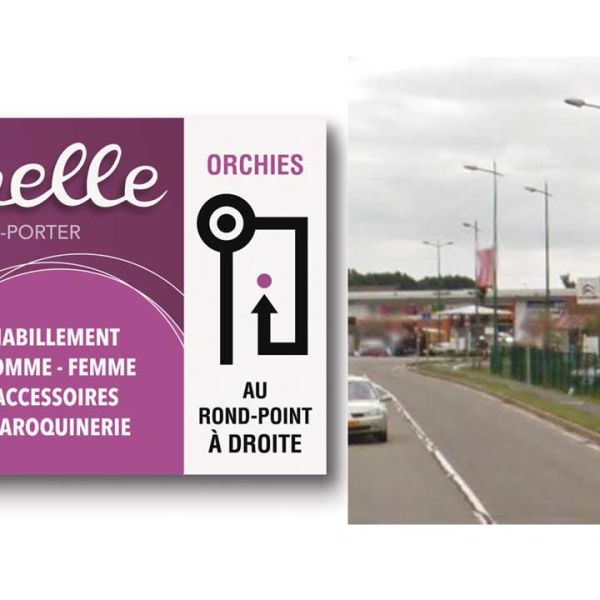 elle
-PORTER
HABILLEMENT
OMME - FEMME
ACCESSOIRES
AROQUINERIE
ORCHIES
AU
ROND-POINT
À DROITE